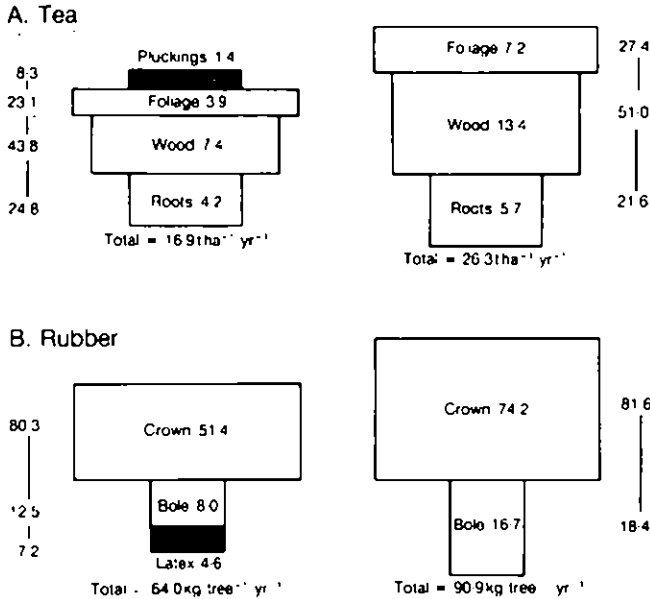 A. Tea
Pluckings 1·4
8·3
23·1
Foliage 3·9
43·8
Wood 7·4
24·8
Roots 4·2
Total = 16·9 t ha⁻¹ yr⁻¹
Foliage 7·2
27·4
Wood 13·4
51·0
Roots 5·7
21·6
Total = 26·3 t ha⁻¹ yr⁻¹
B. Rubber
80·3
Crown 51·4
12·5
Bole 8·0
7·2
Latex 4·6
Total · 64·0 kg tree⁻¹ yr⁻¹
Crown 74·2
81·6
Bole 16·7
18·4
Total = 90·9 kg tree yr⁻¹